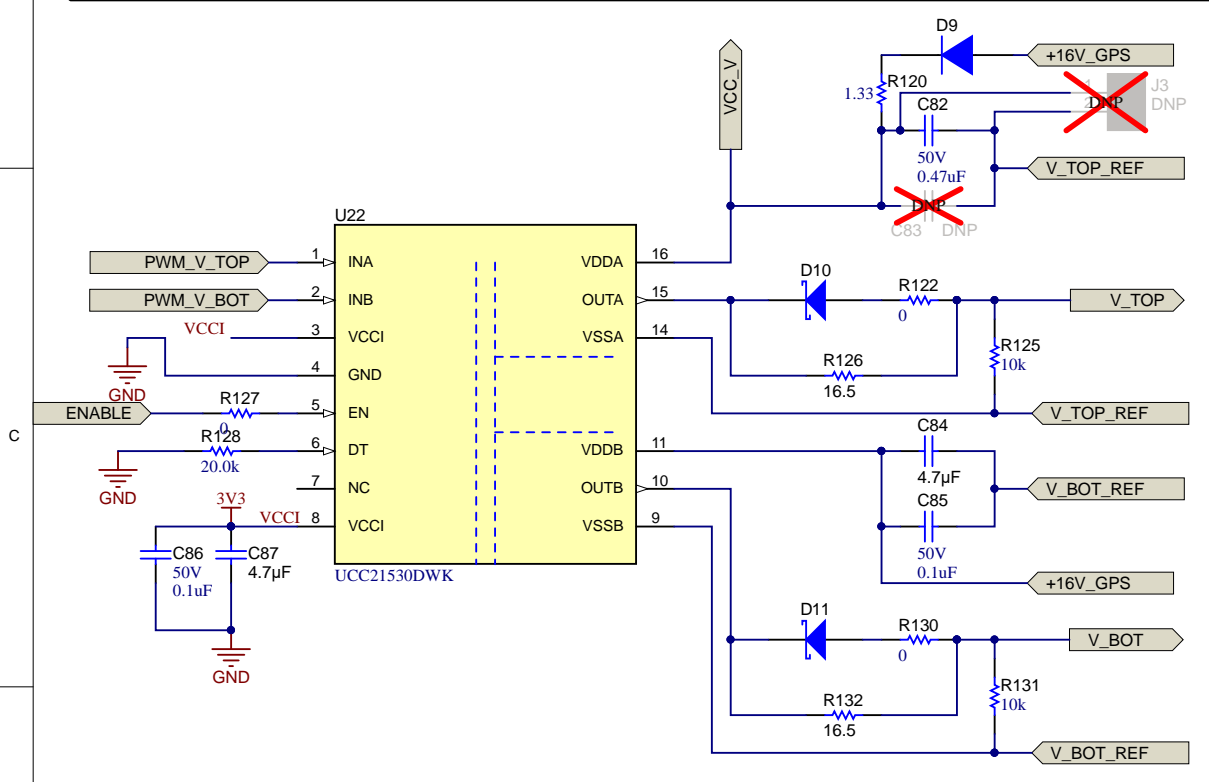 D9
+16V_GPS
R120
1.33
J3
DNP
DNP
1
2
C82
50V
0.47uF
VCC_V
V_TOP_REF
DNP
C83
DNP
U22
PWM_V_TOP
1
INA
VDDA
16
PWM_V_BOT
2
INB
OUTA
15
D10
R122
0
V_TOP
VCCI
3
VCCI
VSSA
14
R125
10k
4
GND
R126
16.5
GND
ENABLE
R127
0
5
EN
V_TOP_REF
C
R128
20.0k
6
DT
VDDB
11
C84
4.7µF
GND
7
NC
OUTB
10
V_BOT_REF
3V3
VCCI
8
VCCI
VSSB
9
C85
50V
0.1uF
C86
50V
0.1uF
C87
4.7µF
UCC21530DWK
+16V_GPS
D11
R130
0
V_BOT
GND
R131
10k
R132
16.5
V_BOT_REF